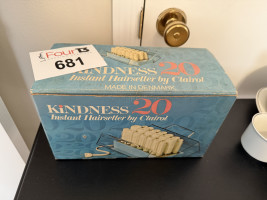 Four B
681
KINDNESS 20
Instant Hairsetter by Clairol
MADE IN DENMARK
KINDNESS 20
Instant Hairsetter by Clairol